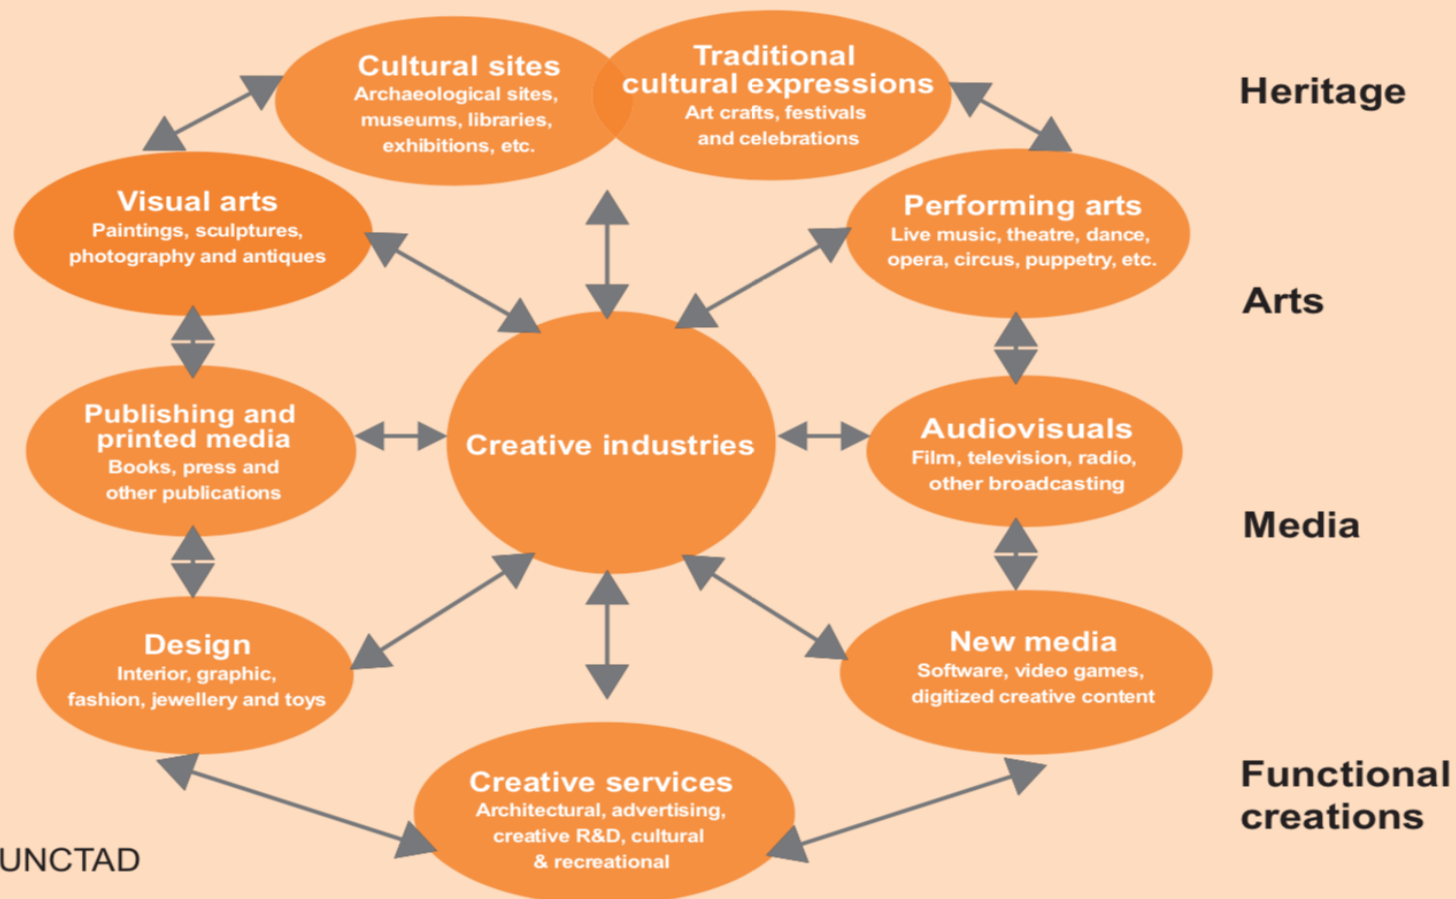 Cultural sites
Archaeological sites,
museums, libraries,
exhibitions, etc.
Traditional
cultural expressions
Art crafts, festivals
and celebrations
Heritage
Visual arts
Paintings, sculptures,
photography and antiques
Performing arts
Live music, theatre, dance,
opera, circus, puppetry, etc.
Arts
Publishing and
printed media
Books, press and
other publications
Creative industries
Audiovisuals
Film, television, radio,
other broadcasting
Media
Design
Interior, graphic,
fashion, jewellery and toys
New media
Software, video games,
digitized creative content
Creative services
Architectural, advertising,
creative R&D, cultural
& recreational
Functional
creations
UNCTAD